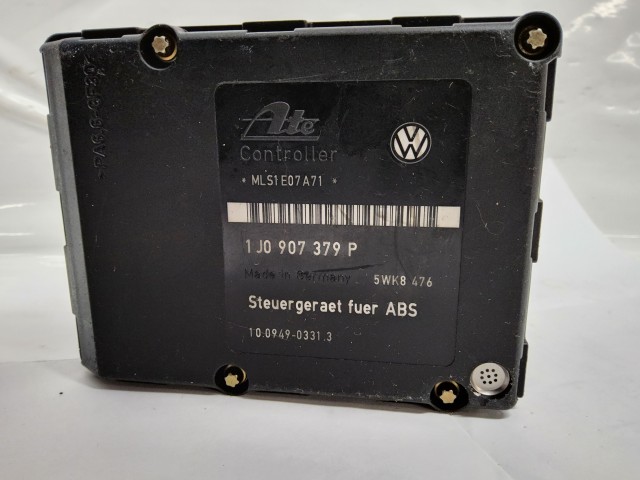 Ate
Controller
* MLS1E07A71 *
1J0 907 379 P
Made in Germany
5WK8 476
Steuergeraet fuer ABS
10.0949-0331.3